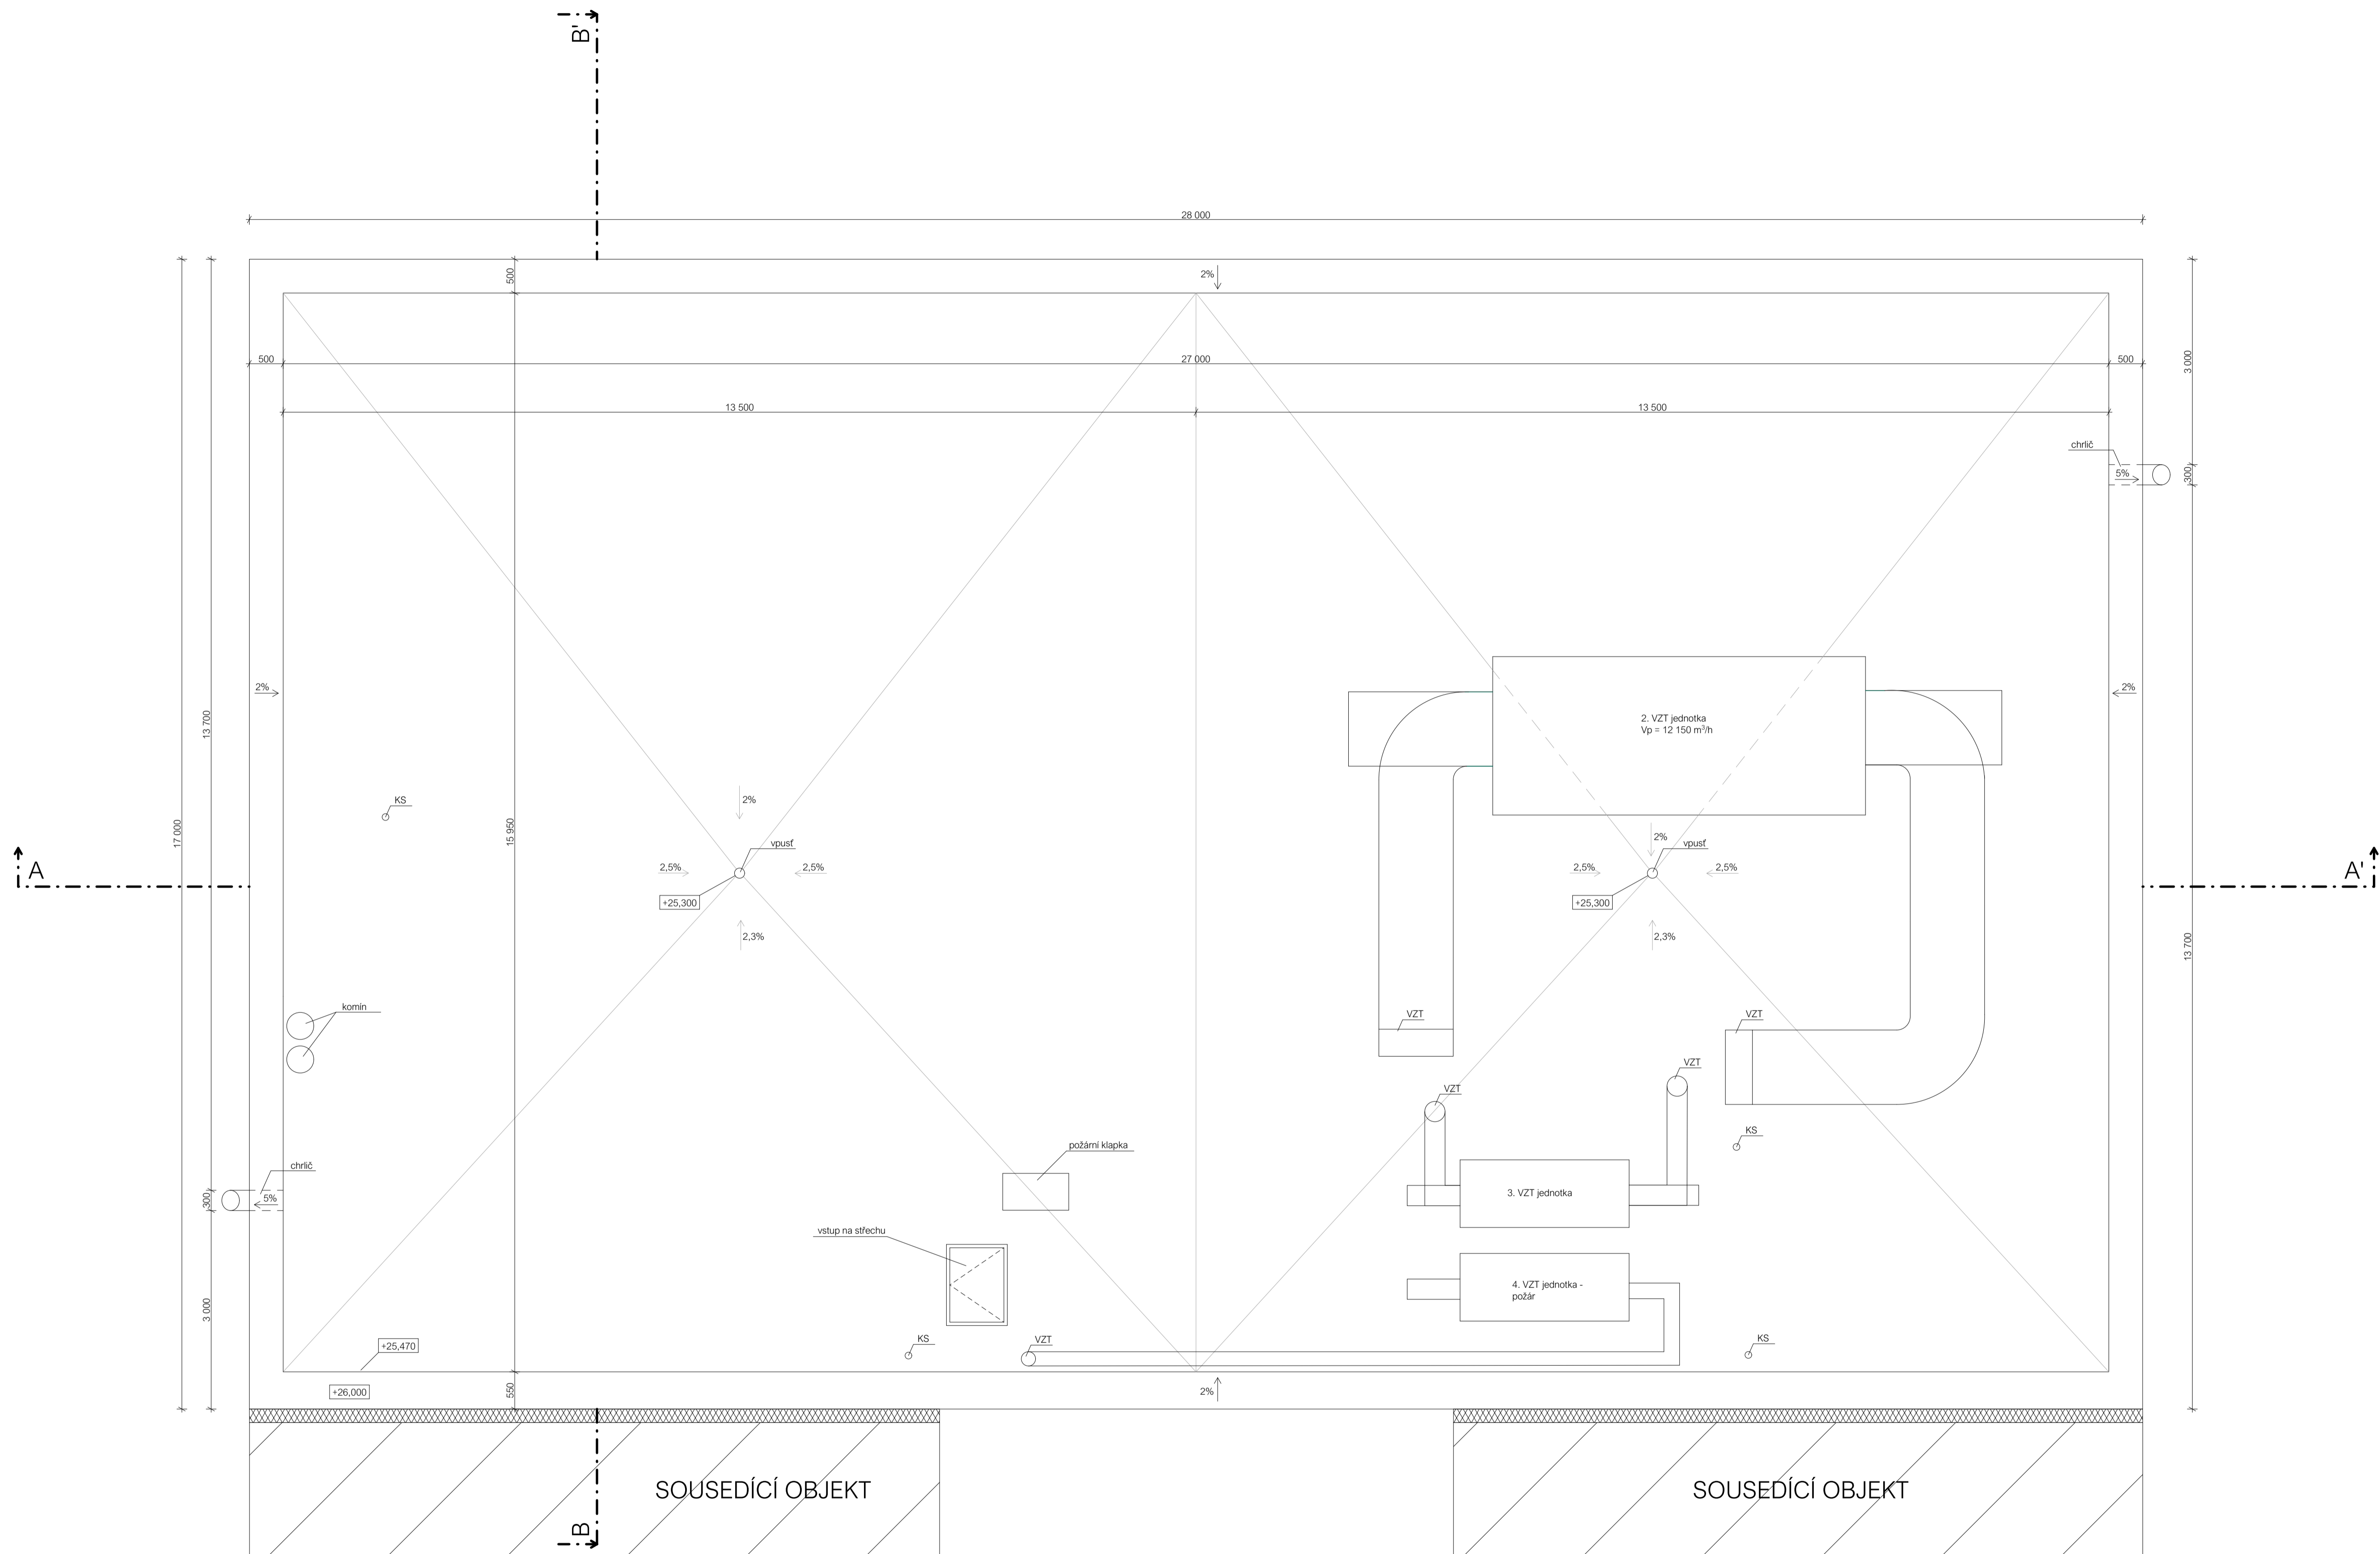 B'
28 000
500
2%
500
27 000
500
3 000
13 500
13 500
chrlič
5%
300
2%
2%
13 700
2. VZT jednotka
Vp = 12 150 m³/h
KS
2%
17 000
15 950
2%
vpusť
vpusť
A
2,5%
2,5%
2,5%
2,5%
A'
+25,300
+25,300
2,3%
2,3%
13 700
komín
VZT
VZT
VZT
VZT
KS
požární klapka
chrlič
5%
300
3. VZT jednotka
vstup na střechu
4. VZT jednotka -
požár
3 000
KS
VZT
KS
+25,470
+26,000
550
2%
SOUSEDÍCÍ OBJEKT
SOUSEDÍCÍ OBJEKT
B